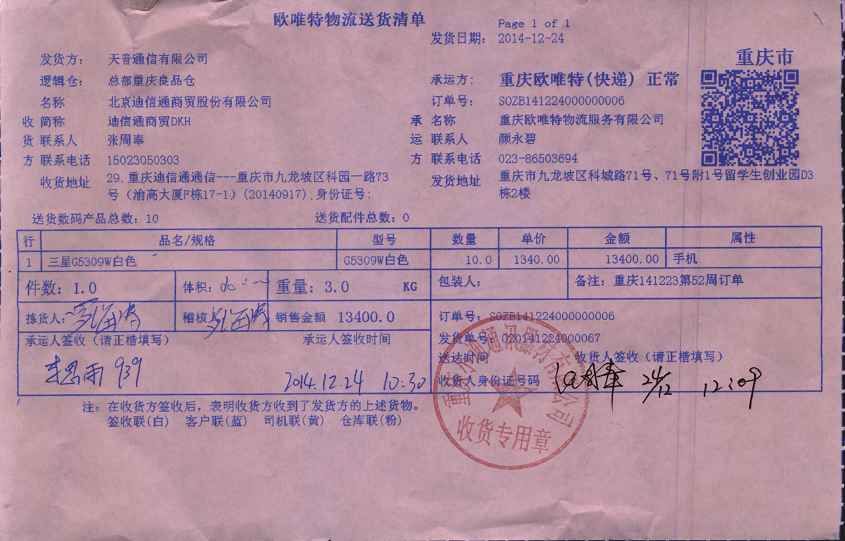 欧唯特物流送货清单
Page 1 of 1
发货日期: 2014-12-24
重庆市
发货方: 天音通信有限公司
逻辑仓: 总部重庆良品仓
承运方: 重庆欧唯特(快递) 正常
名称 北京迪信通商贸股份有限公司
订单号: SOZB141224000000006
收 简称 迪信通商贸DKH
承 名称 重庆欧唯特物流服务有限公司
货 联系人 张周奉
运 联系人 颜永碧
方 联系电话 15023050303
方 联系电话 023-86503694
收货地址 29.重庆迪信通通信---重庆市九龙坡区科园一路73号(渝高大厦F栋17-1)(20140917),身份证号:
发货地址 重庆市九龙坡区科城路71号、71号附1号留学生创业园D3栋2楼
送货数码产品总数: 10 送货配件总数: 0
行 品名/规格 型号 数量 单价 金额 属性
1 三星G5309W白色 G5309W白色 10.0 1340.00 13400.00 手机
件数: 1.0 体积: 重量: 3.0 KG 包装人: 备注: 重庆141223第52周订单
拣货人: 稽核: 销售金额 13400.0
订单号: SOZB141224000000006
发货单号: 020141224000067
承运人签收(请正楷填写) 承运人签收时间
送达时间 收货人签收(请正楷填写)
939 2014.12.24 10:30
收货人身份证号码 24/12 12:09
注: 在收货方签收后, 表明收货方收到了发货方的上述货物。
签收联(白) 客户联(蓝) 司机联(黄) 仓库联(粉)
收货专用章